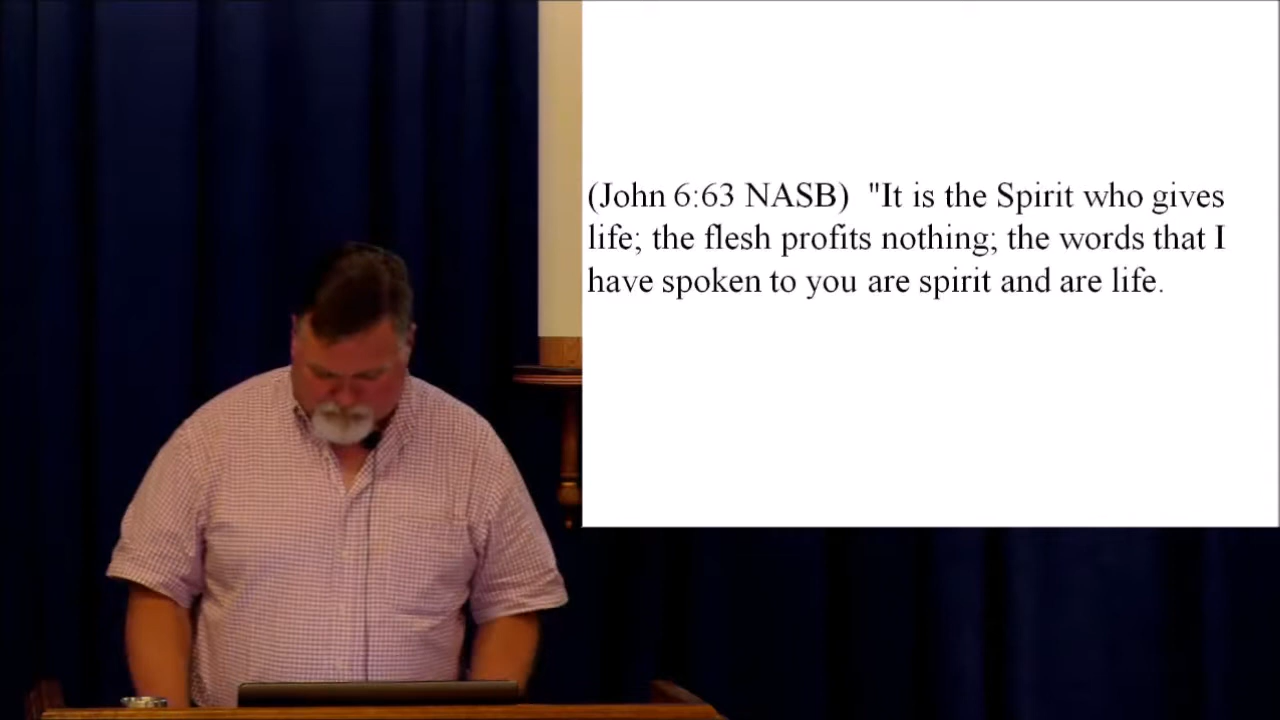 (John 6:63 NASB)  "It is the Spirit who gives
life; the flesh profits nothing; the words that I
have spoken to you are spirit and are life.